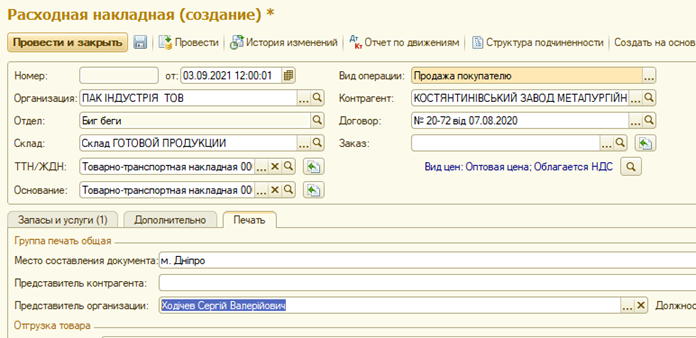 Расходная накладная (создание) *
Провести и закрыть Провести История изменений Дт Кт Отчет по движениям Структура подчиненности Создать на основ
Номер: от: 03.09.2021 12:00:01 Вид операции: Продажа покупателю ...
Организация: ПАК ІНДУСТРІЯ ТОВ ... Контрагент: КОСТЯНТИНІВСЬКИЙ ЗАВОД МЕТАЛУРГІЙН ...
Отдел: Биг беги Договор: № 20-72 від 07.08.2020 ...
Склад: Склад ГОТОВОЙ ПРОДУКЦИИ ... Заказ: ...
ТТН/ЖДН: Товарно-транспортная накладная 00 ... Вид цен: Оптовая цена; Облагается НДС
Основание: Товарно-транспортная накладная 00 ...
Запасы и услуги (1) Дополнительно Печать
Группа печать общая
Место составления документа: м. Дніпро
Представитель контрагента:
Представитель организации: Ходічев Сергій Валерійович ... Должнос
Отгрузка товара